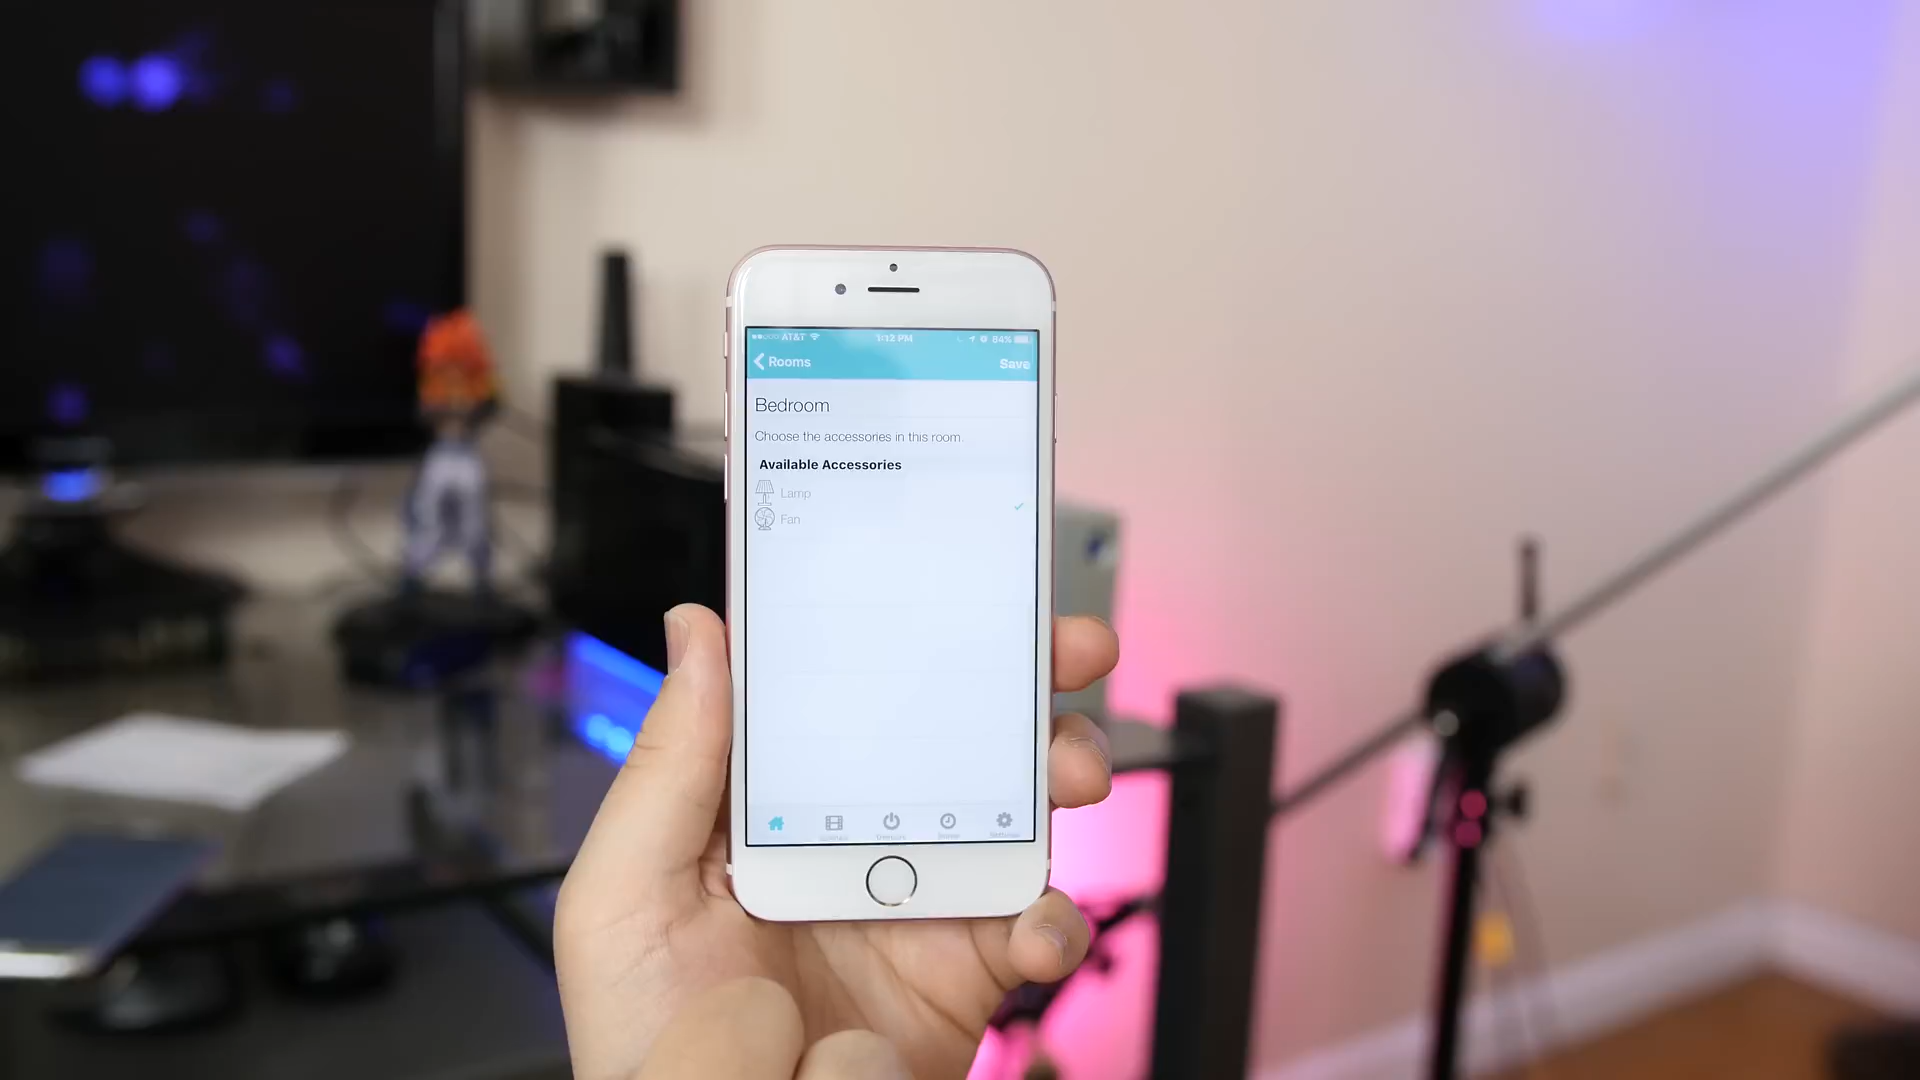 AT&T 1:12 PM 84%
Rooms Save
Bedroom
Choose the accessories in this room.
Available Accessories
Lamp
Fan